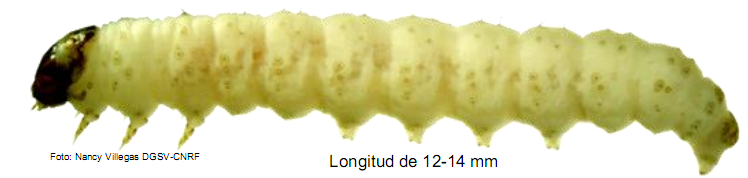 Foto: Nancy Villegas DGSV-CNRF
Longitud de 12-14 mm